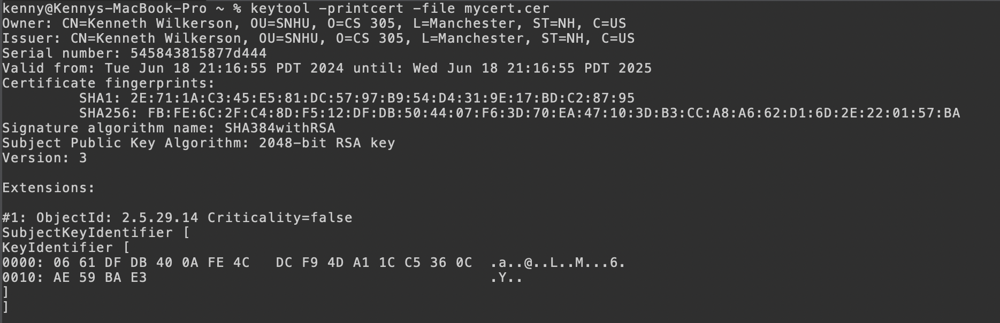 kenny@Kennys-MacBook-Pro ~ % keytool -printcert -file mycert.cer
Owner: CN=Kenneth Wilkerson, OU=SNHU, O=CS 305, L=Manchester, ST=NH, C=US
Issuer: CN=Kenneth Wilkerson, OU=SNHU, O=CS 305, L=Manchester, ST=NH, C=US
Serial number: 545843815877d444
Valid from: Tue Jun 18 21:16:55 PDT 2024 until: Wed Jun 18 21:16:55 PDT 2025
Certificate fingerprints:
         SHA1: 2E:71:1A:C3:45:E5:81:DC:57:97:B9:54:D4:31:9E:17:BD:C2:87:95
         SHA256: FB:FE:6C:2F:C4:8D:F5:12:DF:DB:50:44:07:F6:3D:70:EA:47:10:3D:B3:CC:A8:A6:62:D1:6D:2E:22:01:57:BA
Signature algorithm name: SHA384withRSA
Subject Public Key Algorithm: 2048-bit RSA key
Version: 3

Extensions:

#1: ObjectId: 2.5.29.14 Criticality=false
SubjectKeyIdentifier [
KeyIdentifier [
0000: 06 61 DF DB 40 0A FE 4C   DC F9 4D A1 1C C5 36 0C  .a..@..L..M...6.
0010: AE 59 BA E3                                        .Y..
]
]